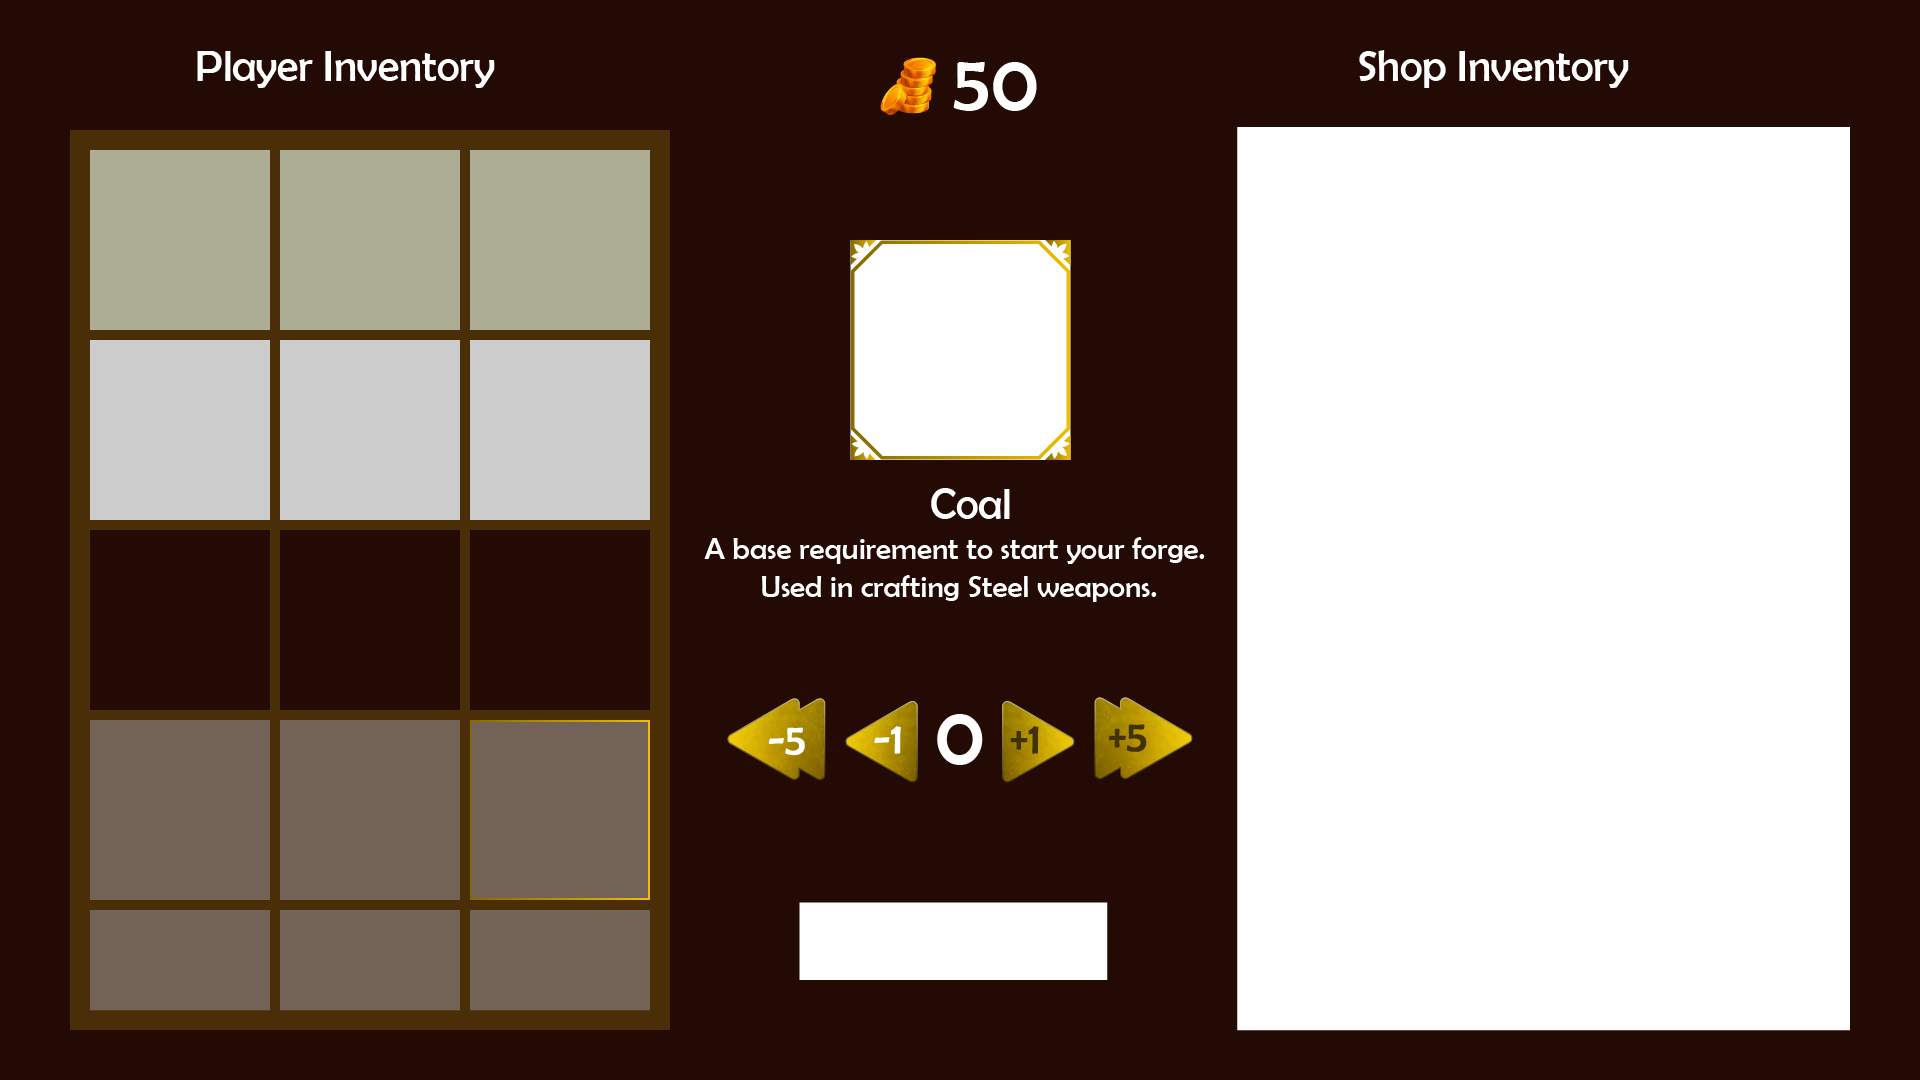 Player Inventory
50
Shop Inventory
Coal
A base requirement to start your forge.
Used in crafting Steel weapons.
-5
-1
0
+1
+5